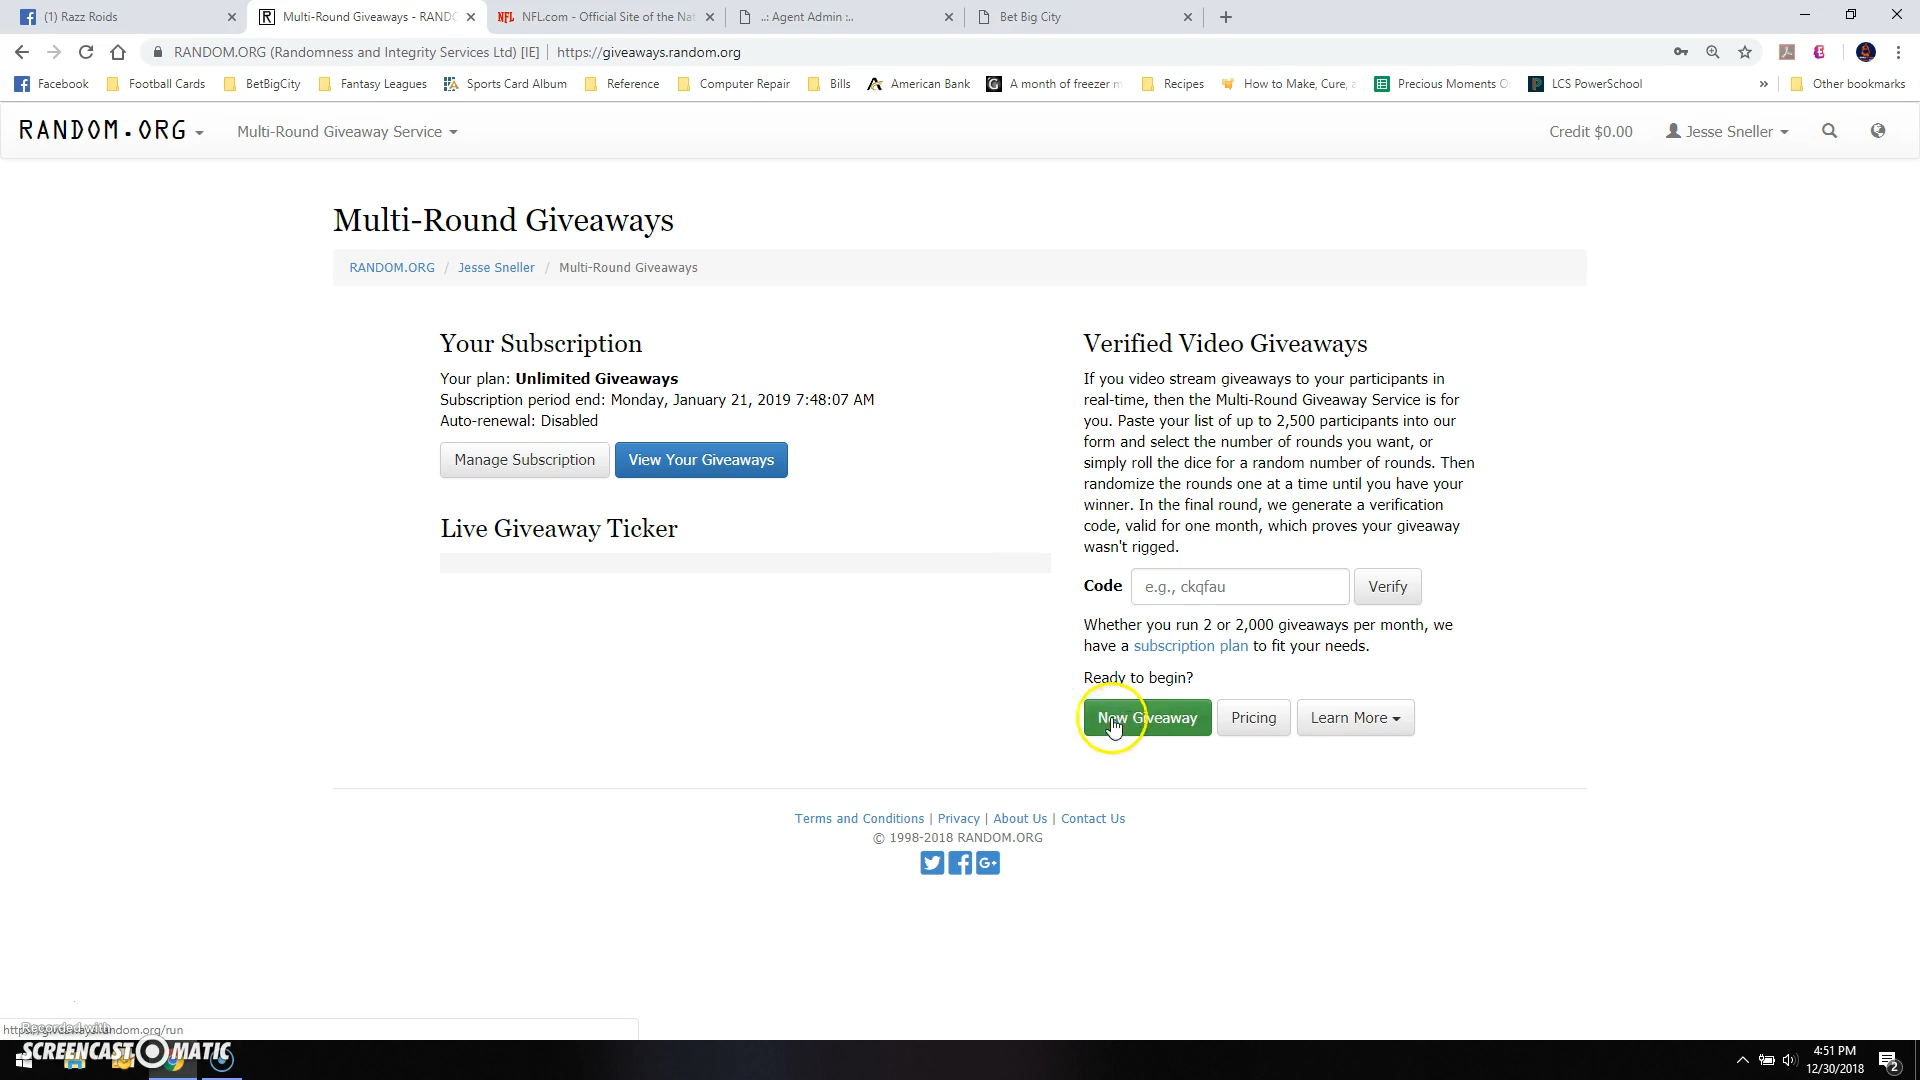 (1) Razz Roids
Multi-Round Giveaways - RANDO
NFL.com - Official Site of the Nat
..: Agent Admin :..
Bet Big City
RANDOM.ORG (Randomness and Integrity Services Ltd) [IE] | https://giveaways.random.org
Facebook
Football Cards
BetBigCity
Fantasy Leagues
Sports Card Album
Reference
Computer Repair
Bills
American Bank
A month of freezer m
Recipes
How to Make, Cure, a
Precious Moments O
LCS PowerSchool
» Other bookmarks
RANDOM.ORG
Multi-Round Giveaway Service
Credit $0.00
Jesse Sneller
Multi-Round Giveaways
RANDOM.ORG / Jesse Sneller / Multi-Round Giveaways
Your Subscription
Your plan: Unlimited Giveaways
Subscription period end: Monday, January 21, 2019 7:48:07 AM
Auto-renewal: Disabled
Manage Subscription
View Your Giveaways
Live Giveaway Ticker
Verified Video Giveaways
If you video stream giveaways to your participants in
real-time, then the Multi-Round Giveaway Service is for
you. Paste your list of up to 2,500 participants into our
form and select the number of rounds you want, or
simply roll the dice for a random number of rounds. Then
randomize the rounds one at a time until you have your
winner. In the final round, we generate a verification
code, valid for one month, which proves your giveaway
wasn't rigged.
Code e.g., ckqfau Verify
Whether you run 2 or 2,000 giveaways per month, we
have a subscription plan to fit your needs.
Ready to begin?
New Giveaway
Pricing
Learn More
Terms and Conditions | Privacy | About Us | Contact Us
© 1998-2018 RANDOM.ORG
https://giveaways.random.org/run
Recorded with
SCREENCAST-O-MATIC
4:51 PM
12/30/2018
2